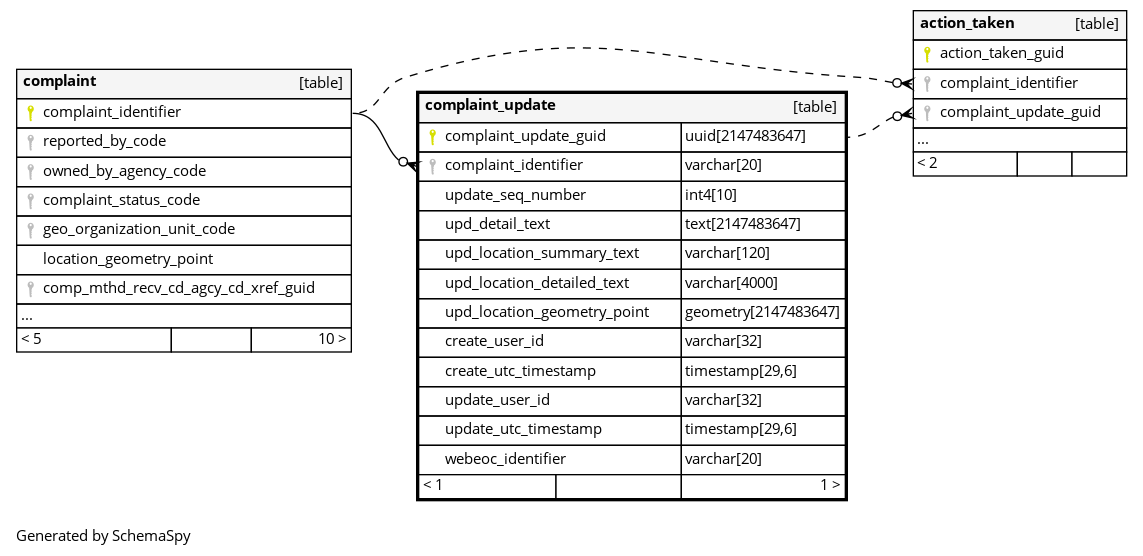 complaint [table]
complaint_identifier
reported_by_code
owned_by_agency_code
complaint_status_code
geo_organization_unit_code
location_geometry_point
comp_mthd_recv_cd_agcy_cd_xref_guid
...
< 5 10 >
complaint_update [table]
complaint_update_guid uuid[2147483647]
complaint_identifier varchar[20]
update_seq_number int4[10]
upd_detail_text text[2147483647]
upd_location_summary_text varchar[120]
upd_location_detailed_text varchar[4000]
upd_location_geometry_point geometry[2147483647]
create_user_id varchar[32]
create_utc_timestamp timestamp[29,6]
update_user_id varchar[32]
update_utc_timestamp timestamp[29,6]
webeoc_identifier varchar[20]
< 1 1 >
action_taken [table]
action_taken_guid
complaint_identifier
complaint_update_guid
...
< 2
Generated by SchemaSpy